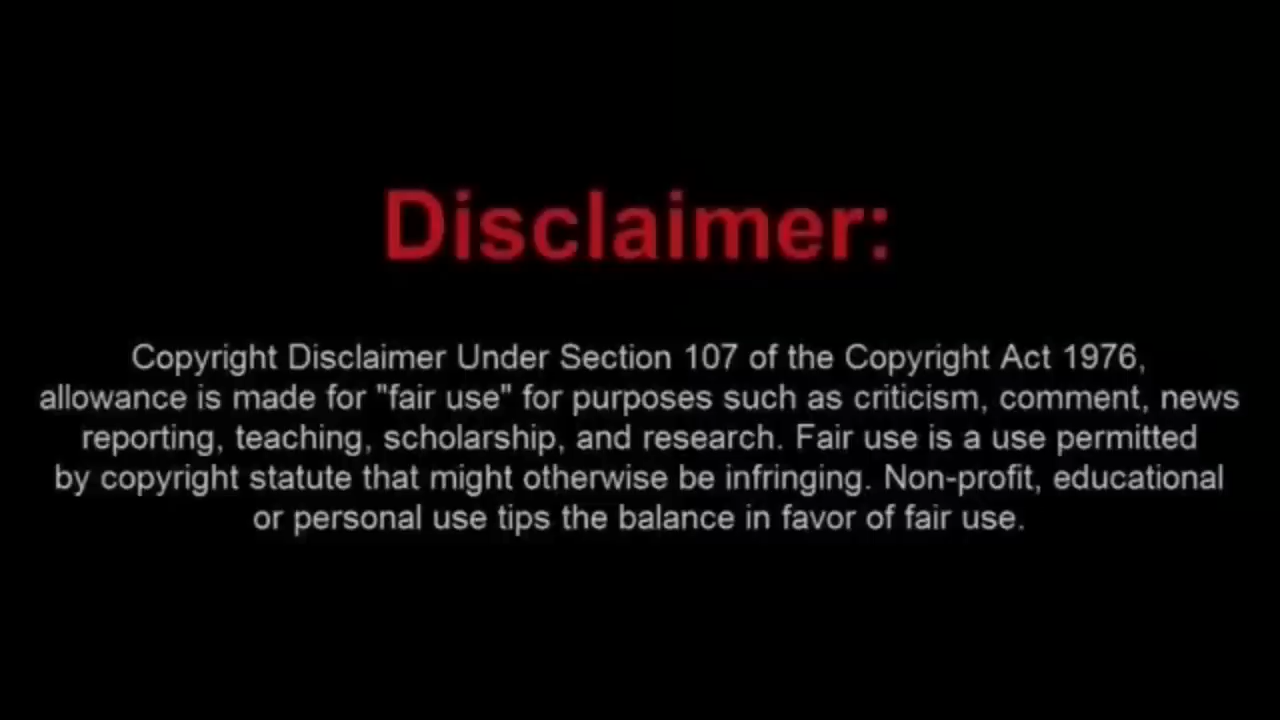 Disclaimer:
Copyright Disclaimer Under Section 107 of the Copyright Act 1976,
allowance is made for "fair use" for purposes such as criticism, comment, news
reporting, teaching, scholarship, and research. Fair use is a use permitted
by copyright statute that might otherwise be infringing. Non-profit, educational
or personal use tips the balance in favor of fair use.